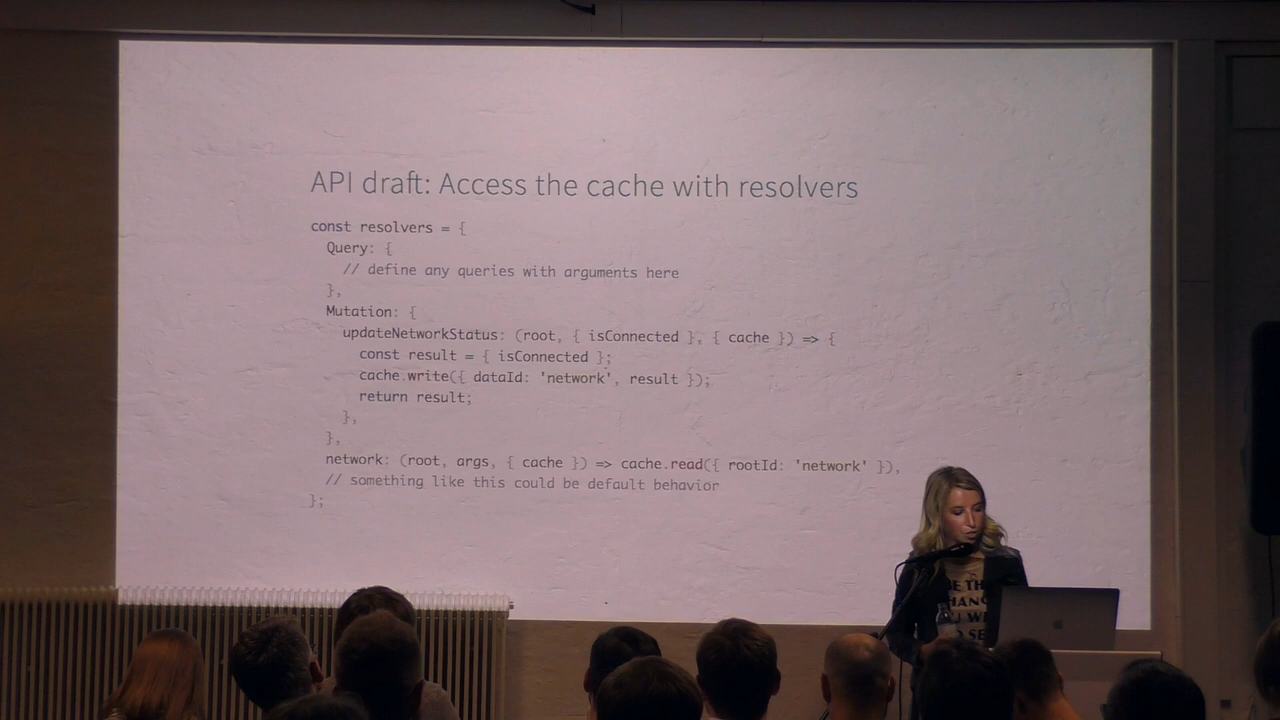 API draft: Access the cache with resolvers
const resolvers = {
  Query: {
    // define any queries with arguments here
  },
  Mutation: {
    updateNetworkStatus: (root, { isConnected }, { cache }) => {
      const result = { isConnected };
      cache.write({ dataId: 'network', result });
      return result;
    },
  },
  network: (root, args, { cache }) => cache.read({ rootId: 'network' }),
  // something like this could be default behavior
};